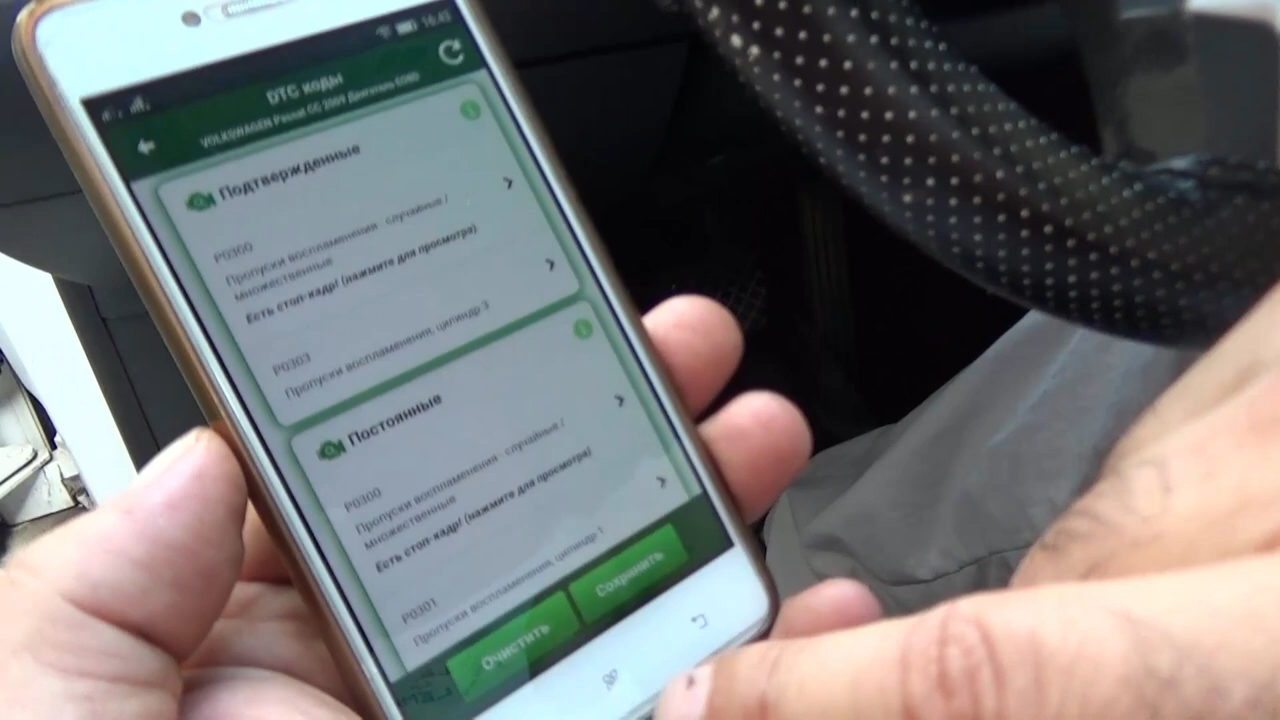 16:43
DTC коды
VOLKSWAGEN Passat CC 2009 Двигатель EOBD
Подтвержденные
P0300
Пропуски воспламенения - случайные /
множественные
Есть стоп-кадр! (нажмите для просмотра)
P0303
Пропуски воспламенения, цилиндр 3
Постоянные
P0300
Пропуски воспламенения - случайные /
множественные
Есть стоп-кадр! (нажмите для просмотра)
P0301
Пропуски воспламенения, цилиндр 1
Очистить
Сохранить